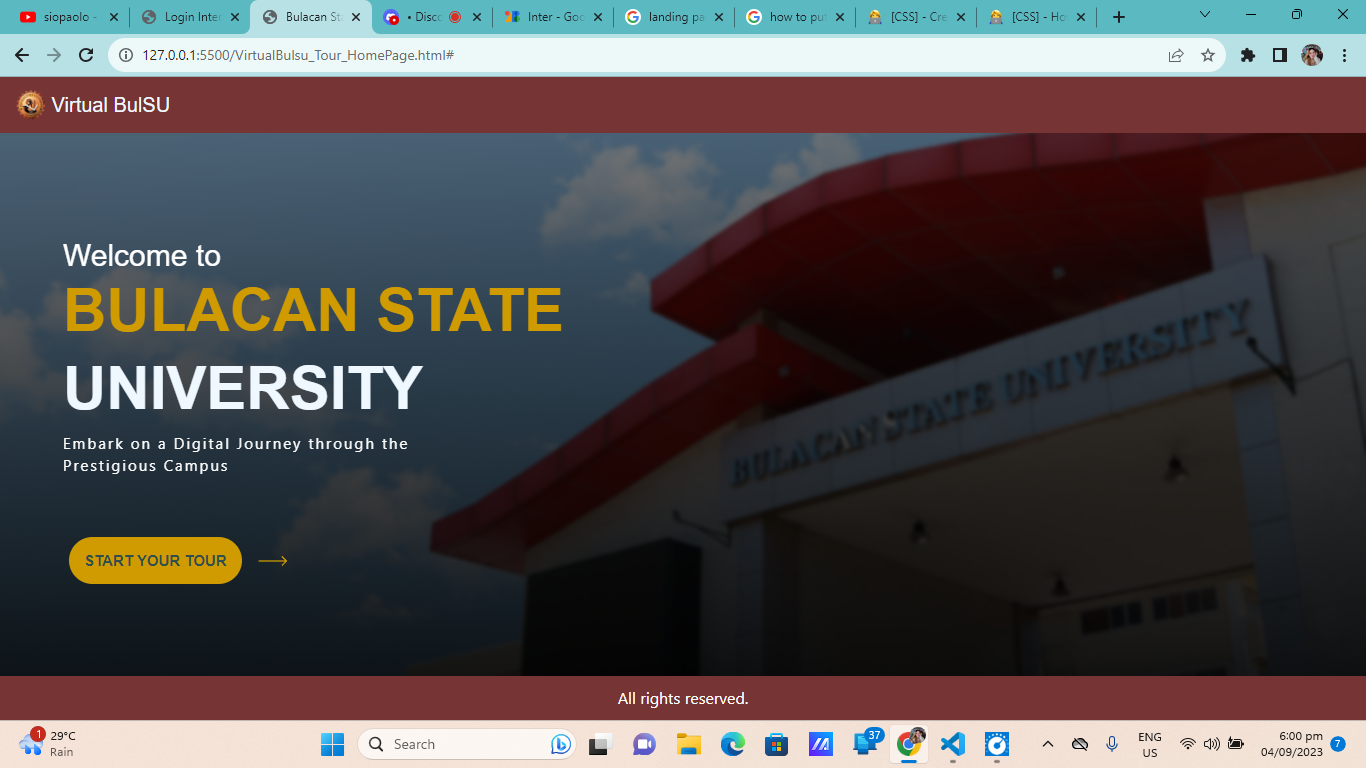 siopaolo -
Login Inter
Bulacan Sta
• Disco
Inter - Goo
landing pa
how to put
[CSS] - Cre
[CSS] - Ho
127.0.0.1:5500/VirtualBulsu_Tour_HomePage.html#
Virtual BulSU
Welcome to
BULACAN STATE
UNIVERSITY
Embark on a Digital Journey through the
Prestigious Campus
START YOUR TOUR
BULACAN STATE UNIVERSITY
All rights reserved.
1
29°C
Rain
Search
37
ENG
US
6:00 pm
04/09/2023
7